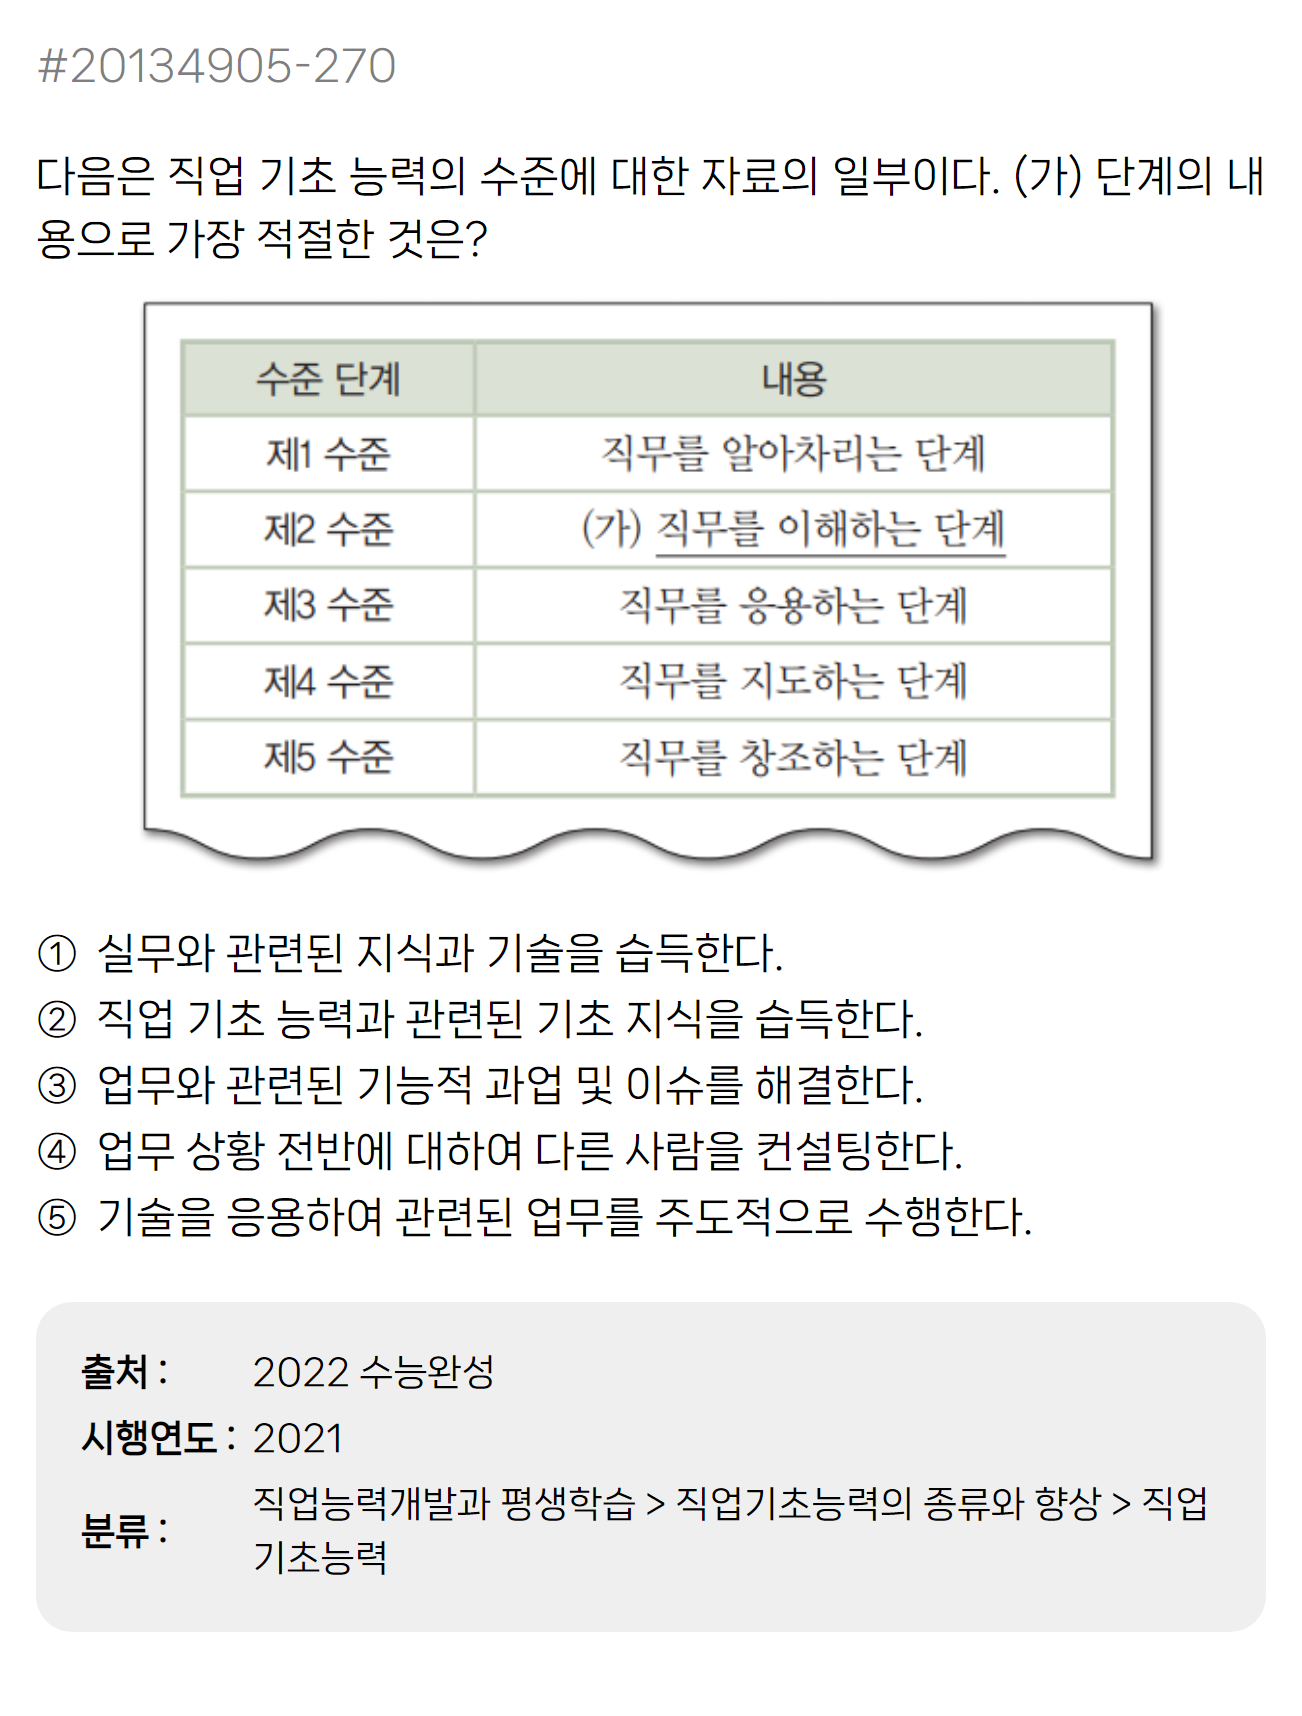 #20134905-270
다음은 직업 기초 능력의 수준에 대한 자료의 일부이다. (가) 단계의 내
용으로 가장 적절한 것은?
수준 단계 내용
제1 수준 직무를 알아차리는 단계
제2 수준 (가) 직무를 이해하는 단계
제3 수준 직무를 응용하는 단계
제4 수준 직무를 지도하는 단계
제5 수준 직무를 창조하는 단계
① 실무와 관련된 지식과 기술을 습득한다.
② 직업 기초 능력과 관련된 기초 지식을 습득한다.
③ 업무와 관련된 기능적 과업 및 이슈를 해결한다.
④ 업무 상황 전반에 대하여 다른 사람을 컨설팅한다.
⑤ 기술을 응용하여 관련된 업무를 주도적으로 수행한다.
출처 : 2022 수능완성
시행연도 : 2021
분류 : 직업능력개발과 평생학습 > 직업기초능력의 종류와 향상 > 직업
기초능력